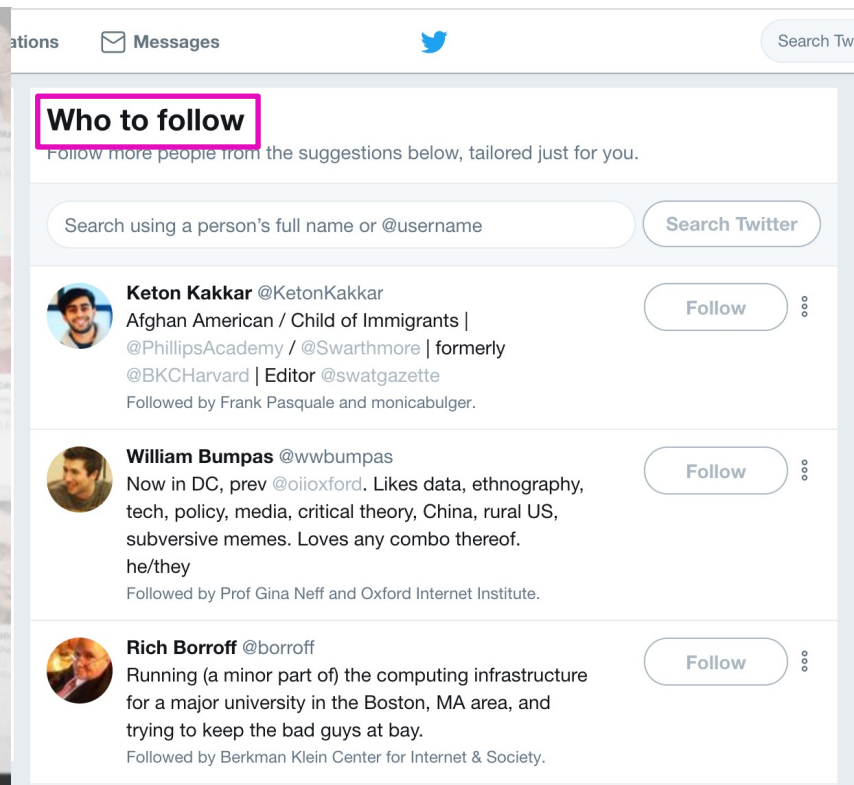 ations Messages Search Tw
Who to follow
Follow more people from the suggestions below, tailored just for you.
Search using a person's full name or @username Search Twitter
Keton Kakkar @KetonKakkar Follow
Afghan American / Child of Immigrants |
@PhillipsAcademy / @Swarthmore | formerly
@BKCHarvard | Editor @swatgazette
Followed by Frank Pasquale and monicabulger.
William Bumpas @wwbumpas Follow
Now in DC, prev @oiioxford. Likes data, ethnography,
tech, policy, media, critical theory, China, rural US,
subversive memes. Loves any combo thereof.
he/they
Followed by Prof Gina Neff and Oxford Internet Institute.
Rich Borroff @borroff Follow
Running (a minor part of) the computing infrastructure
for a major university in the Boston, MA area, and
trying to keep the bad guys at bay.
Followed by Berkman Klein Center for Internet & Society.